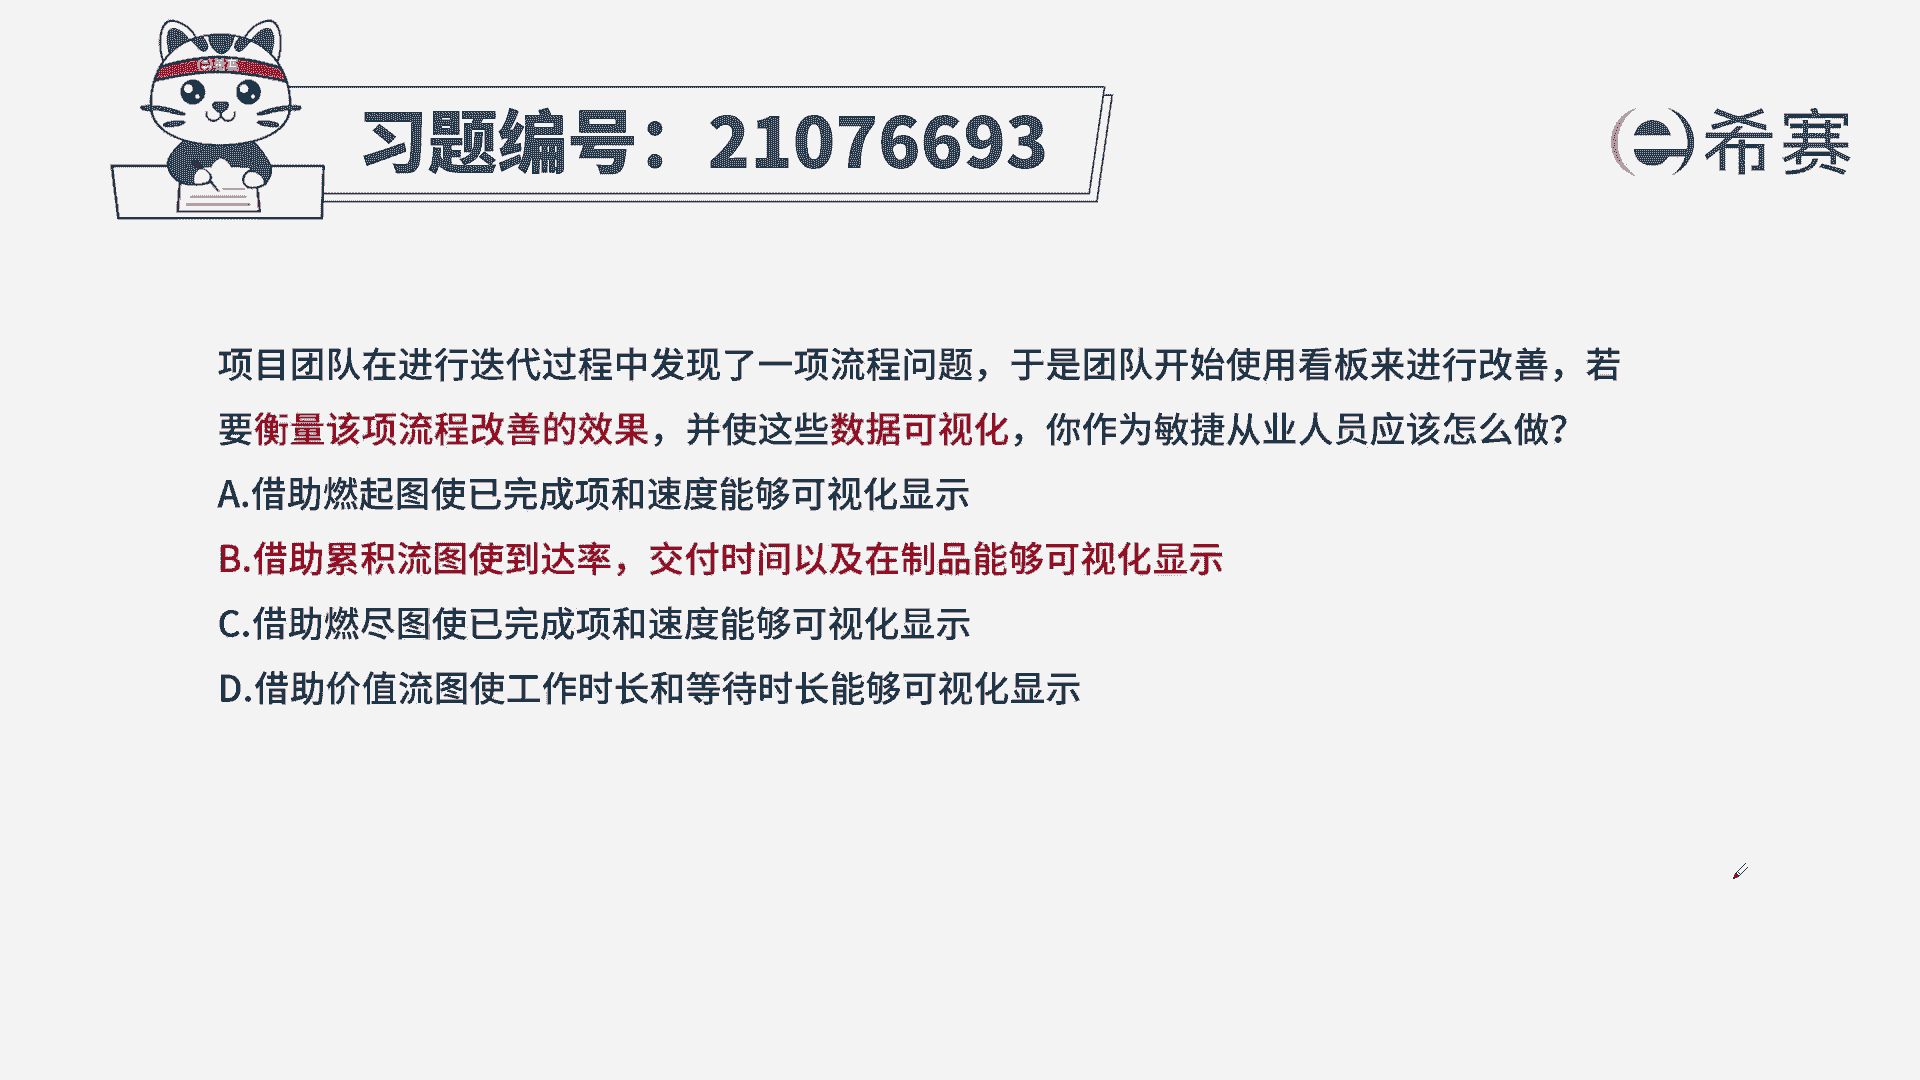 习题编号：21076693
希赛
项目团队在进行迭代过程中发现了一项流程问题，于是团队开始使用看板来进行改善，若
要衡量该项流程改善的效果，并使这些数据可视化，你作为敏捷从业人员应该怎么做？
A.借助燃起图使已完成项和速度能够可视化显示
B.借助累积流图使到达率，交付时间以及在制品能够可视化显示
C.借助燃尽图使已完成项和速度能够可视化显示
D.借助价值流图使工作时长和等待时长能够可视化显示